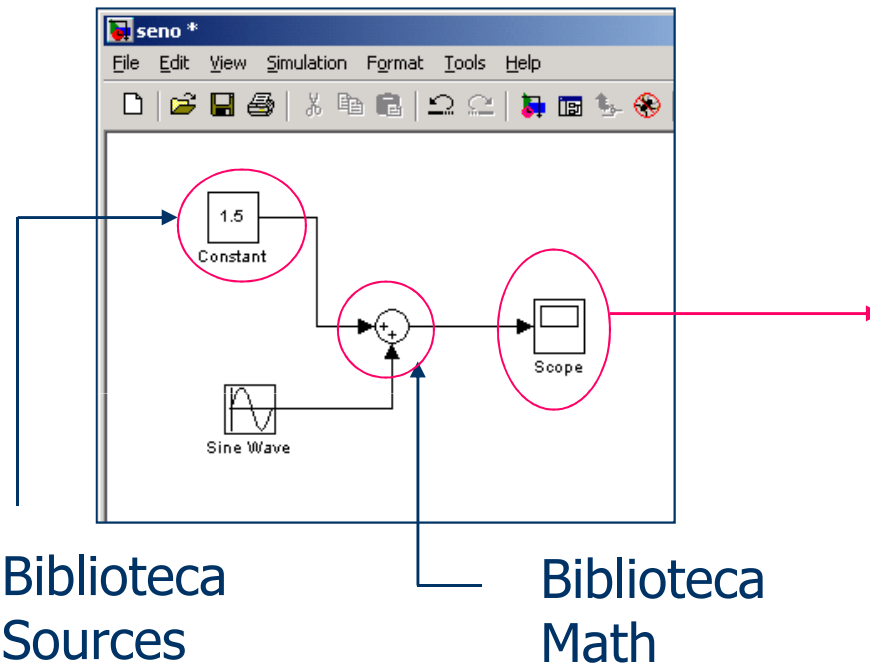 seno *
File Edit View Simulation Format Tools Help
1.5
Constant
+
+
Scope
Sine Wave
Biblioteca
Sources
Biblioteca
Math